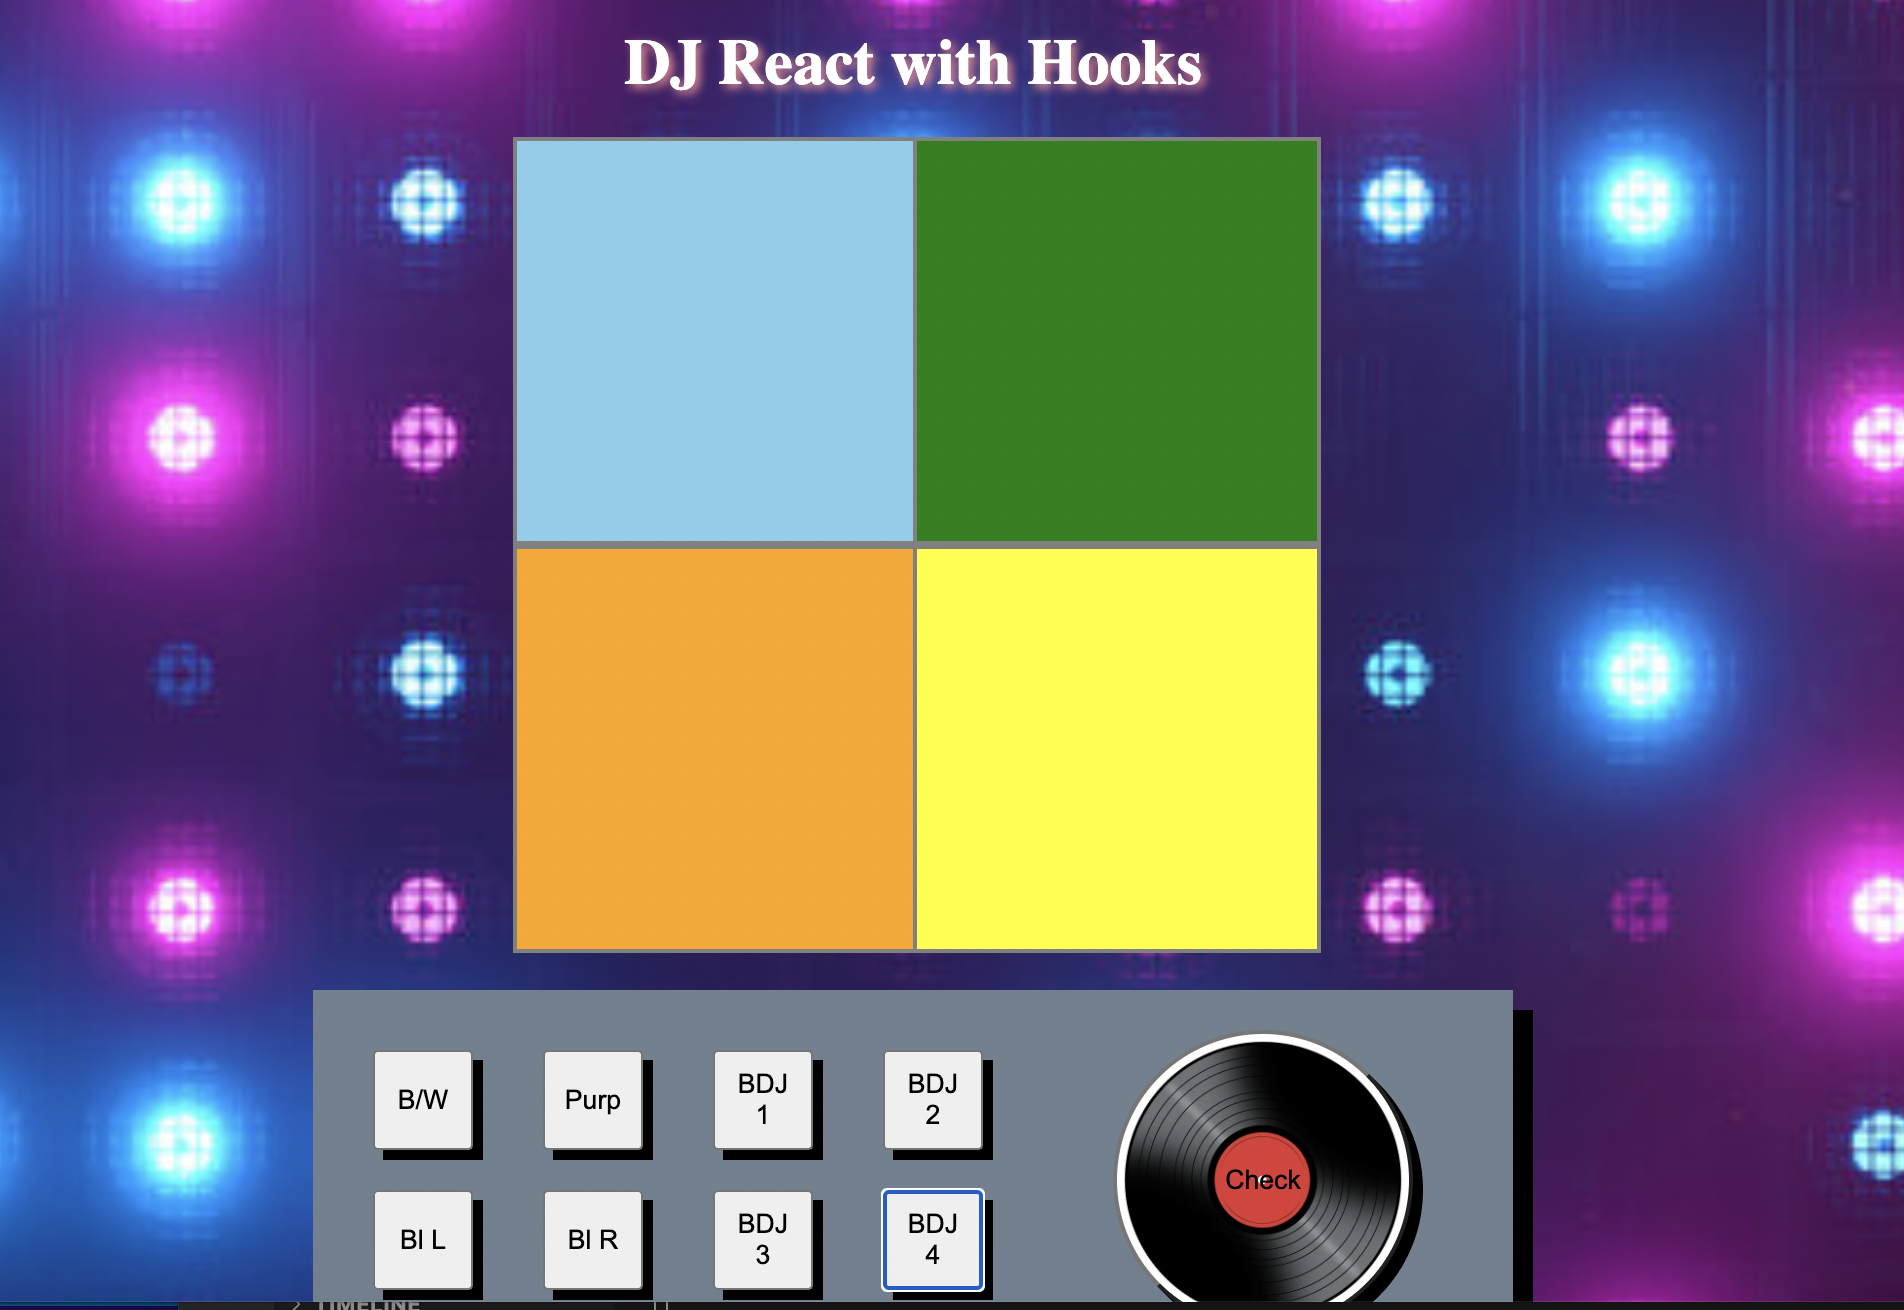 DJ React with Hooks
B/W
Purp
BDJ
1
BDJ
2
Check
Bl L
Bl R
BDJ
3
BDJ
4
TIMELINE